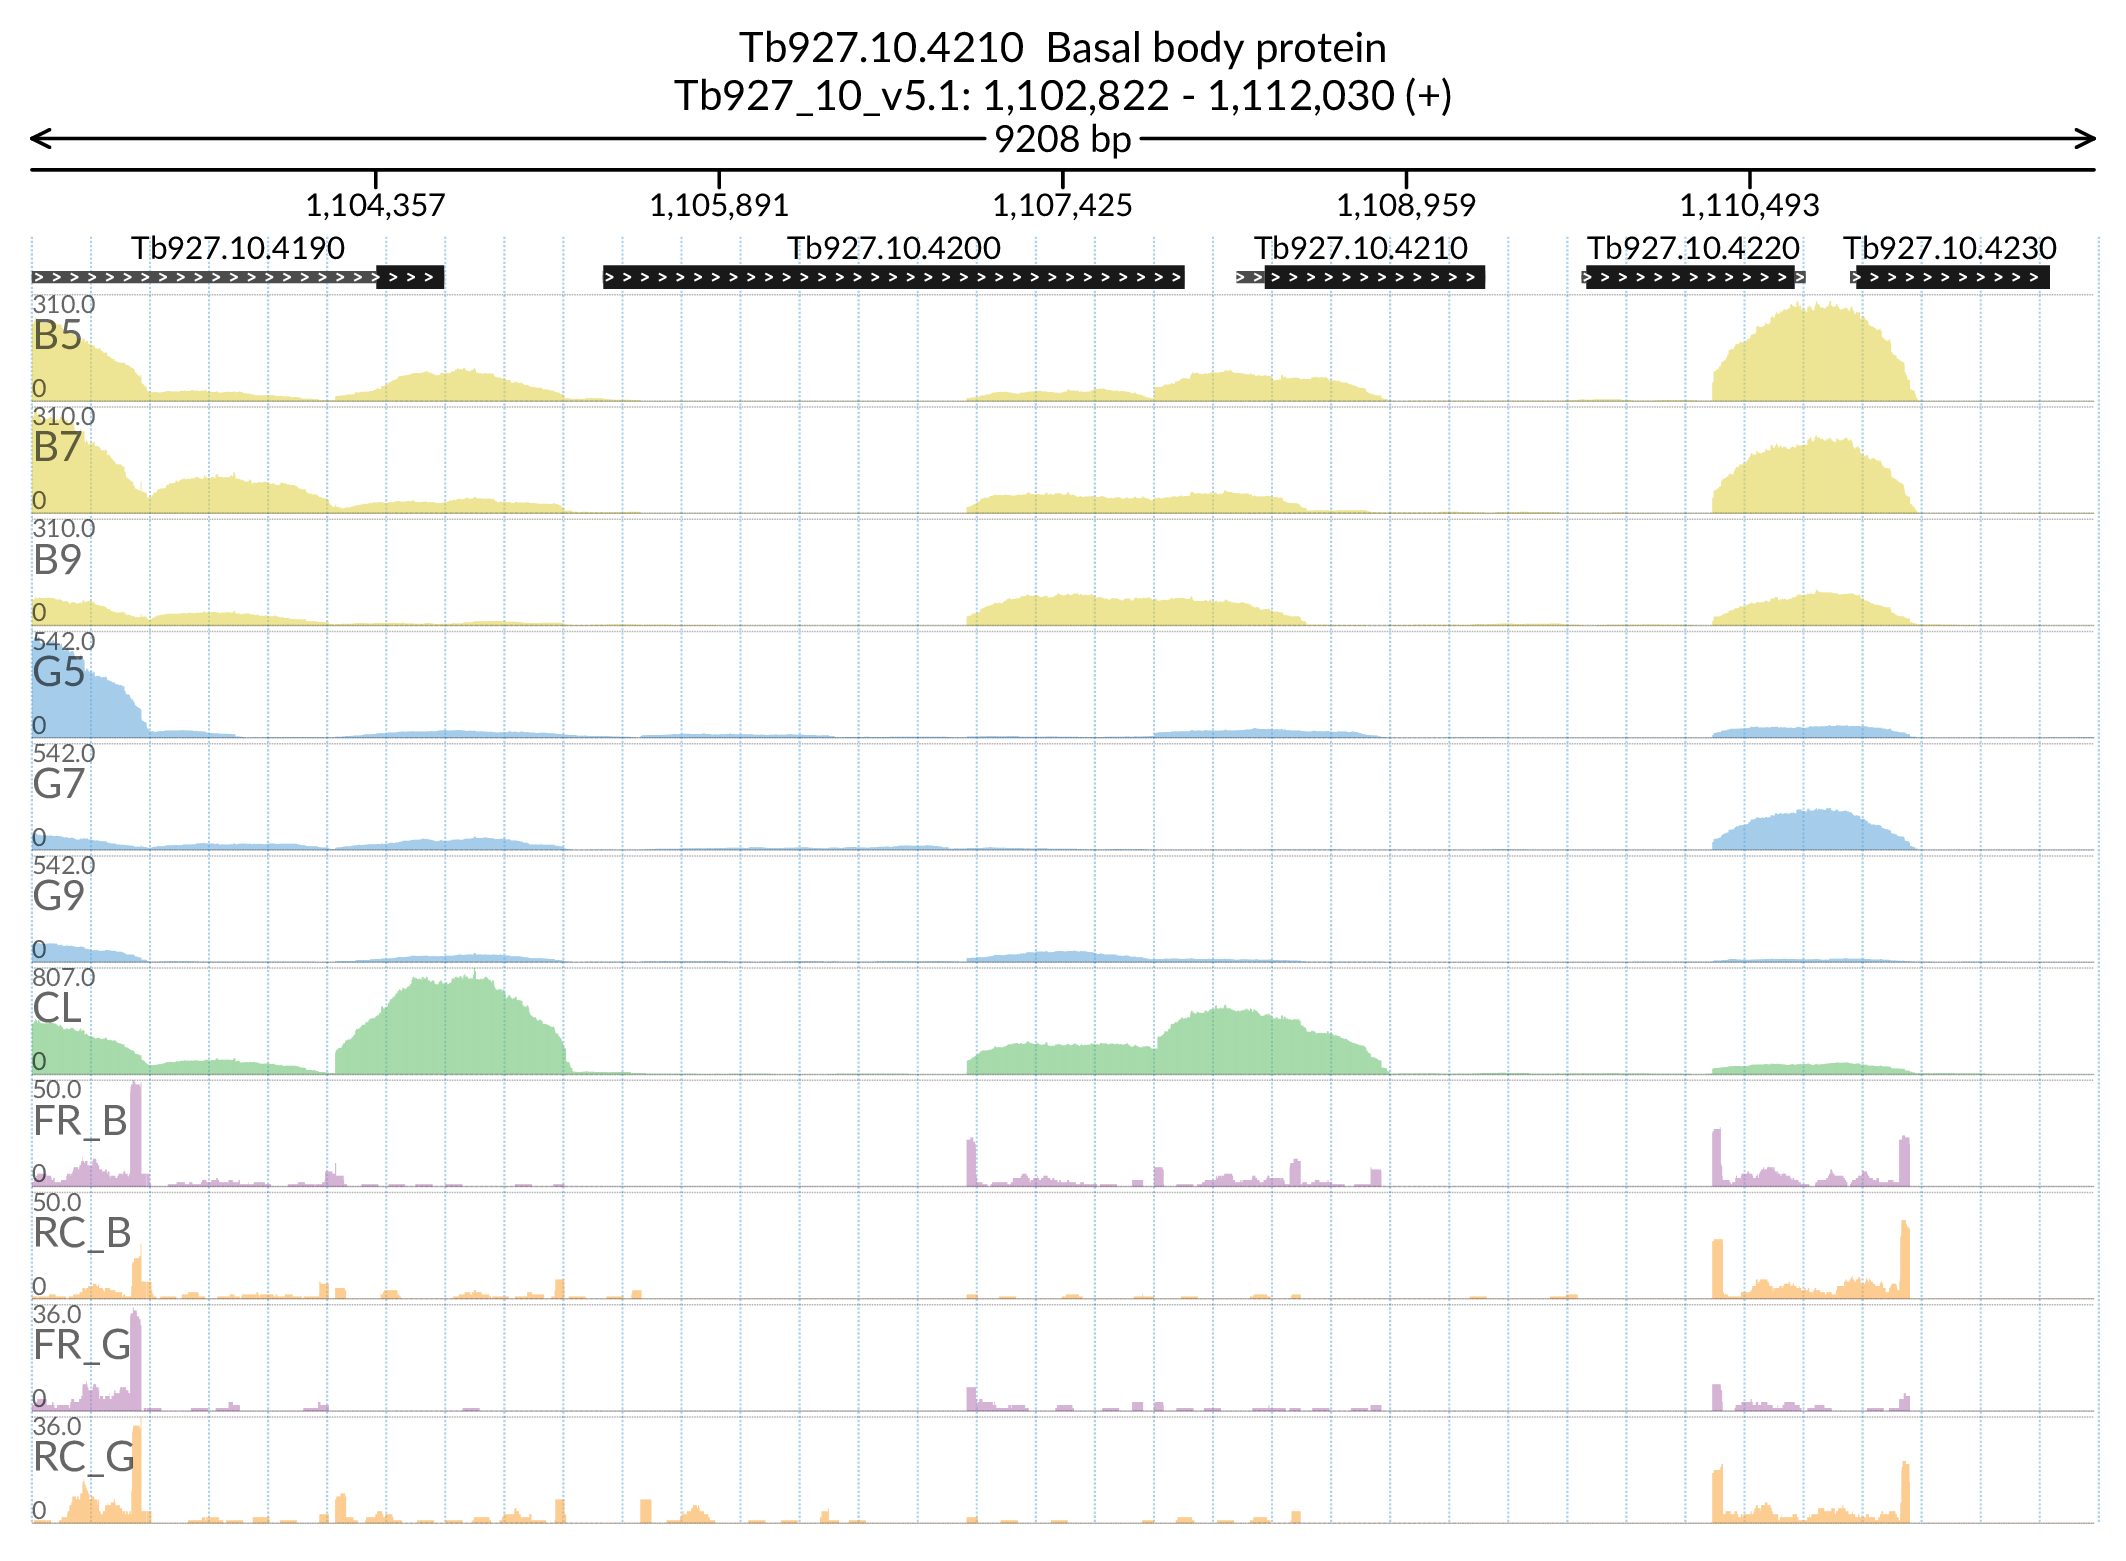 Tb927.10.4210  Basal body protein
Tb927_10_v5.1: 1,102,822 - 1,112,030 (+)
9208 bp
1,104,357 1,105,891 1,107,425 1,108,959 1,110,493
Tb927.10.4190 Tb927.10.4200 Tb927.10.4210 Tb927.10.4220 Tb927.10.4230
310.0
B5
0
310.0
B7
0
310.0
B9
0
542.0
G5
0
542.0
G7
0
542.0
G9
0
807.0
CL
0
50.0
FR_B
0
50.0
RC_B
0
36.0
FR_G
0
36.0
RC_G
0